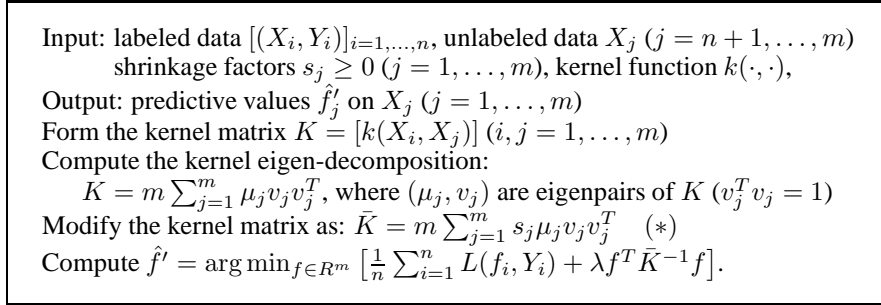 Input: labeled data [(X_i, Y_i)]_{i=1,...,n}, unlabeled data X_j (j = n + 1, . . . , m)
shrinkage factors s_j ≥ 0 (j = 1, . . . , m), kernel function k(·, ·),
Output: predictive values \hat{f}'_j on X_j (j = 1, . . . , m)
Form the kernel matrix K = [k(X_i, X_j)] (i, j = 1, . . . , m)
Compute the kernel eigen-decomposition:
K = m ∑_{j=1}^{m} μ_j v_j v_j^T, where (μ_j, v_j) are eigenpairs of K (v_j^T v_j = 1)
Modify the kernel matrix as: \bar{K} = m ∑_{j=1}^{m} s_j μ_j v_j v_j^T (∗)
Compute \hat{f}' = arg min_{f∈R^m} [ \frac{1}{n} ∑_{i=1}^{n} L(f_i, Y_i) + λ f^T \bar{K}^{-1} f ].